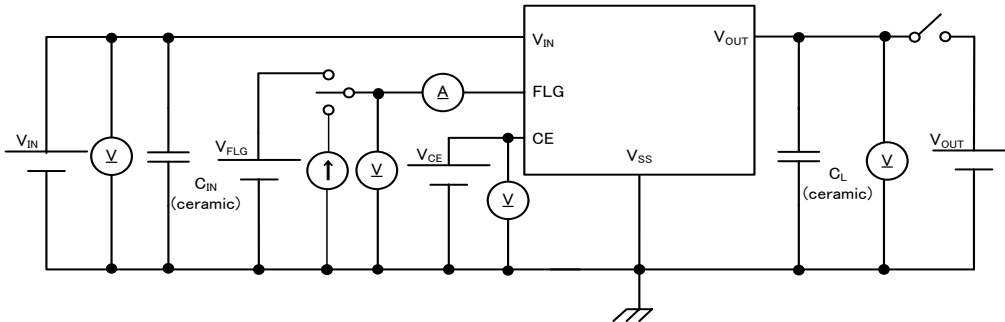 V_IN
V_OUT
FLG
CE
V_SS
V_IN
V
C_IN
(ceramic)
V_FLG
A
V
V_CE
V
C_L
(ceramic)
V
V_OUT